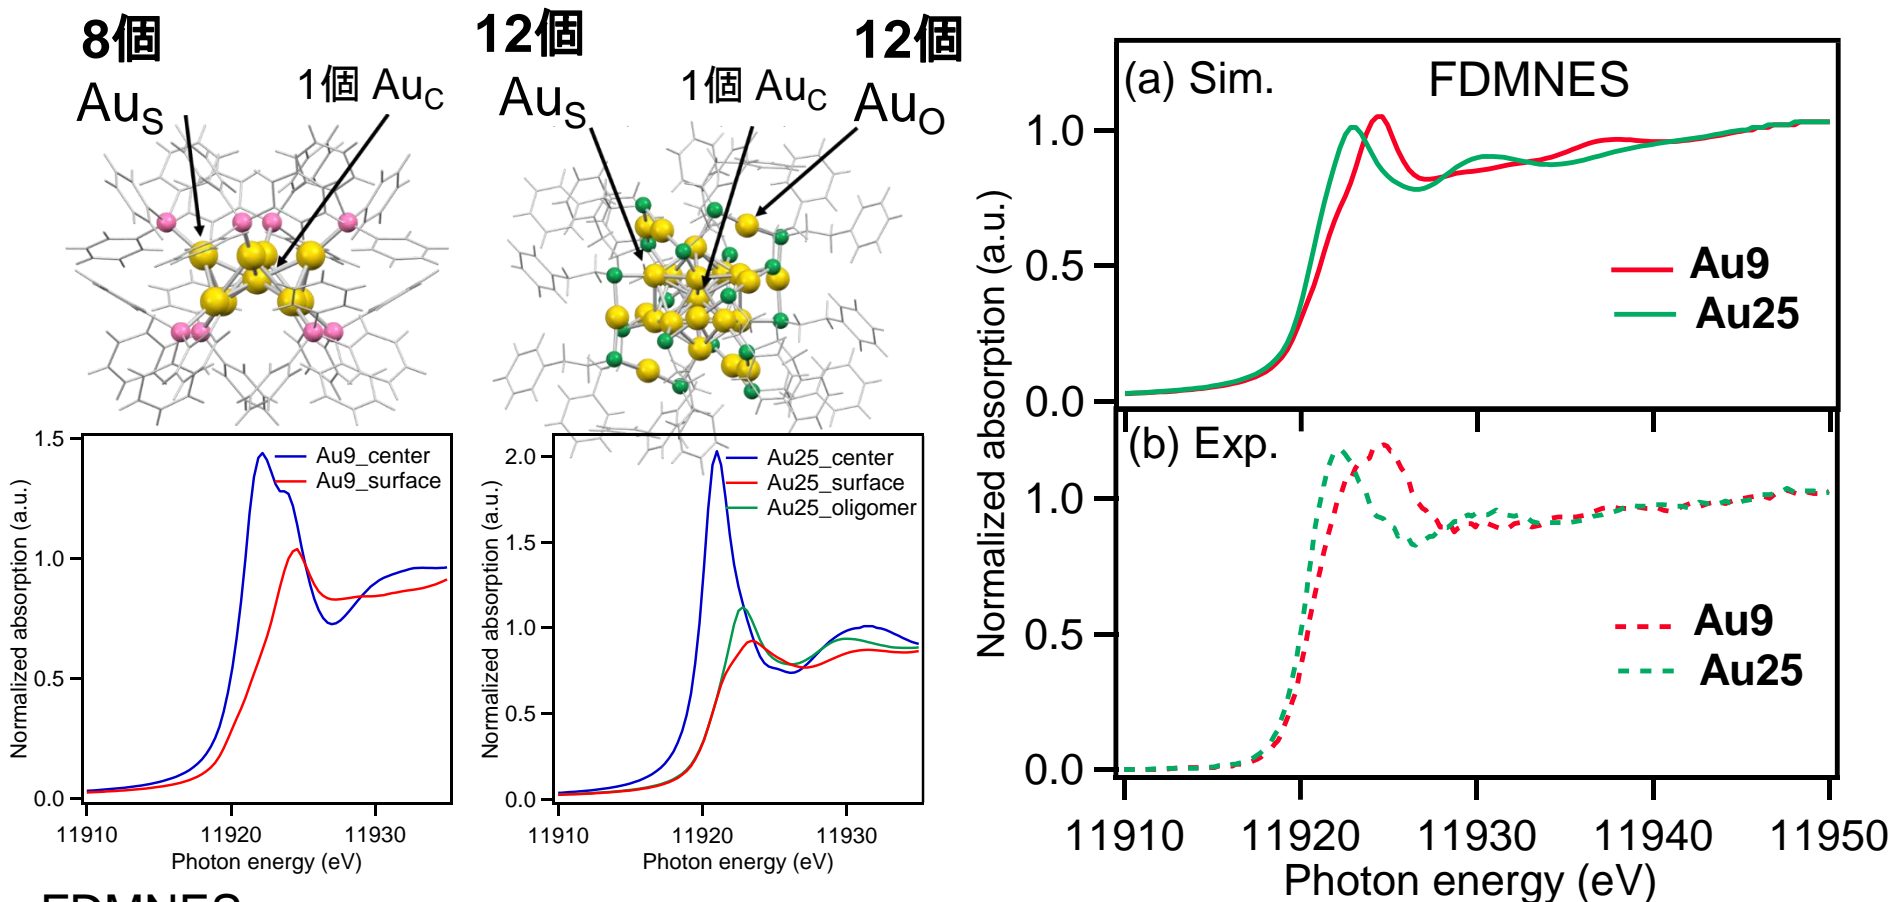 8個
AuS
1個 AuC
12個
AuS
1個 AuC
12個
AuO
1.5
1.0
0.5
0.0
Normalized absorption (a.u.)
Au9_center
Au9_surface
11910
11920
11930
Photon energy (eV)
2.0
1.5
1.0
0.5
0.0
Normalized absorption (a.u.)
Au25_center
Au25_surface
Au25_oligomer
11910
11920
11930
Photon energy (eV)
(a) Sim.
FDMNES
1.0
0.5
0.0
Au9
Au25
Normalized absorption (a.u.)
(b) Exp.
1.0
0.5
0.0
Au9
Au25
11910
11920
11930
11940
11950
Photon energy (eV)
FDMNES